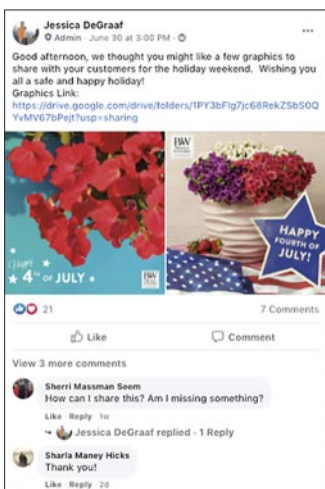 Jessica DeGraaf
Admin · June 30 at 3:00 PM ·
Good afternoon, we thought you might like a few graphics to
share with your customers for the holiday weekend. Wishing you
all a safe and happy holiday!
Graphics Link:
https://drive.google.com/drive/folders/1PY3bFlg7jc68RekZSbS0Q
YvMV67bPejt?usp=sharing
Happy
4TH OF JULY
PW
PW
HAPPY
FOURTH OF
JULY!
21
7 Comments
Like
Comment
View 3 more comments
Sherri Massman Seem
How can I share this? Am I missing something?
Like · Reply · 1w
Jessica DeGraaf replied · 1 Reply
Sharla Maney Hicks
Thank you!
Like · Reply · 2d